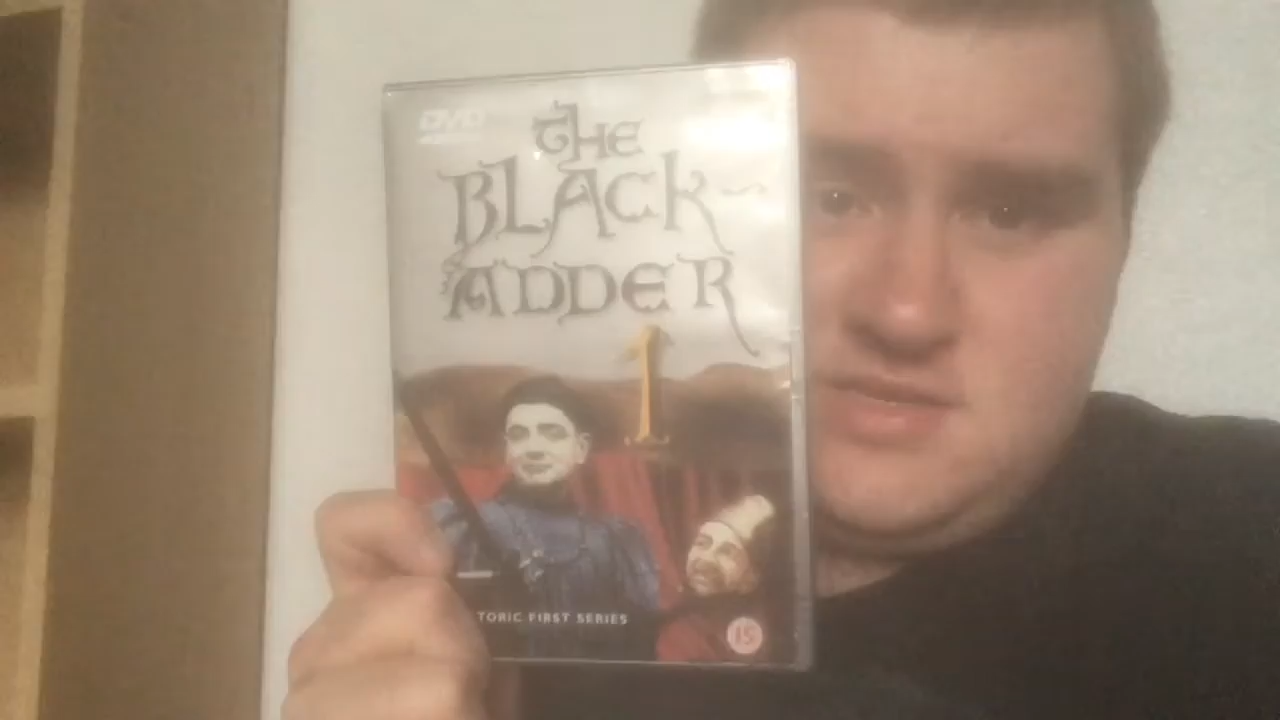 DVD
THE
BLACK-
ADDER
1
TORIC FIRST SERIES
15